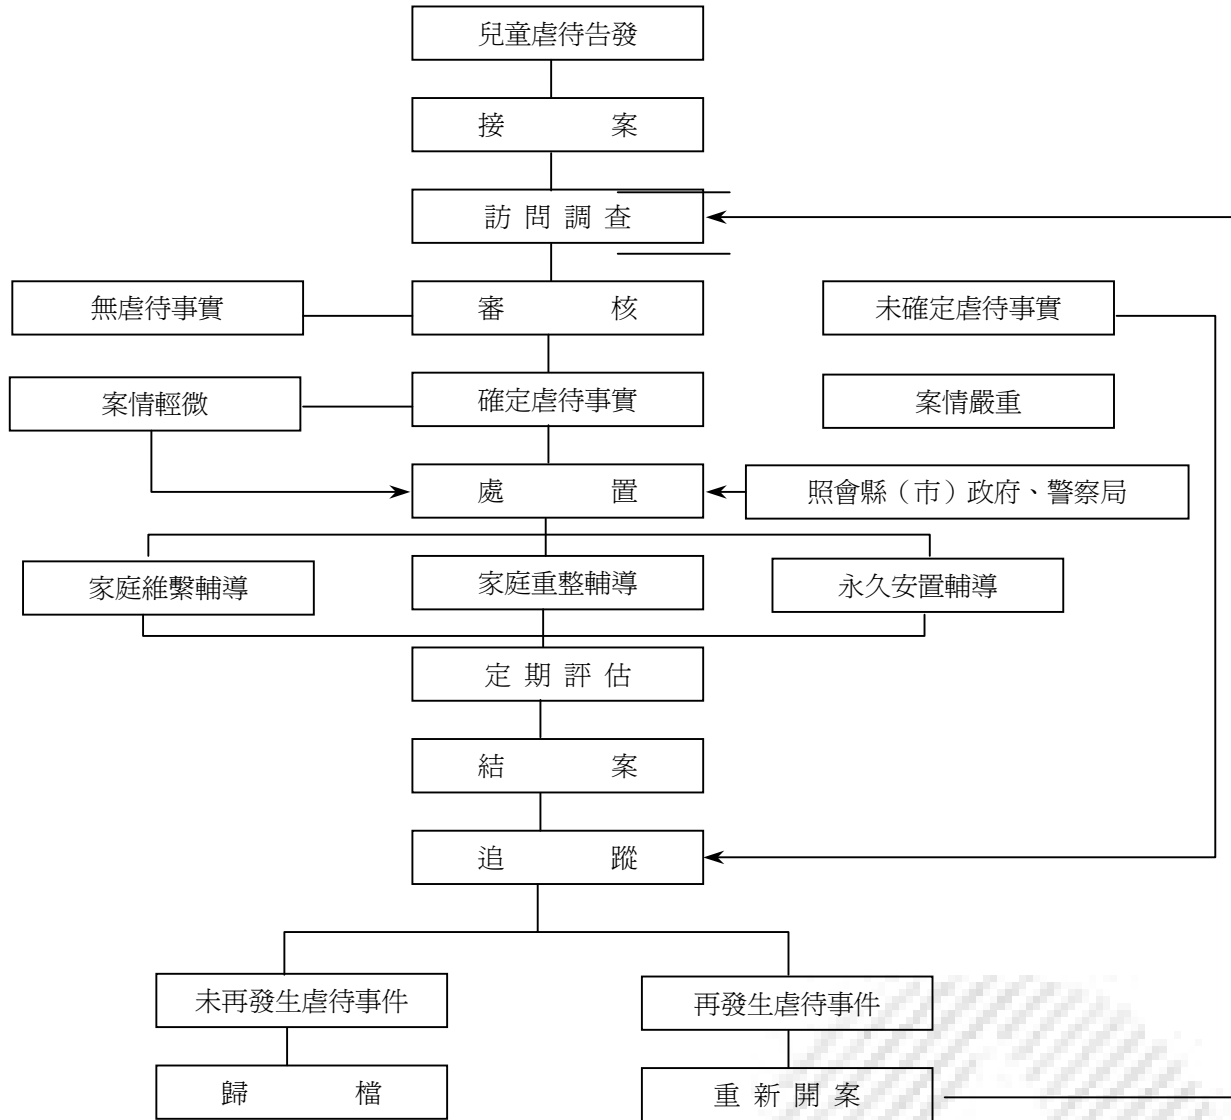 兒童虐待告發
接案
訪問調查
無虐待事實
審核
未確定虐待事實
案情輕微
確定虐待事實
案情嚴重
處置
照會縣（市）政府、警察局
家庭維繫輔導
家庭重整輔導
永久安置輔導
定期評估
結案
追蹤
未再發生虐待事件
再發生虐待事件
歸檔
重新開案